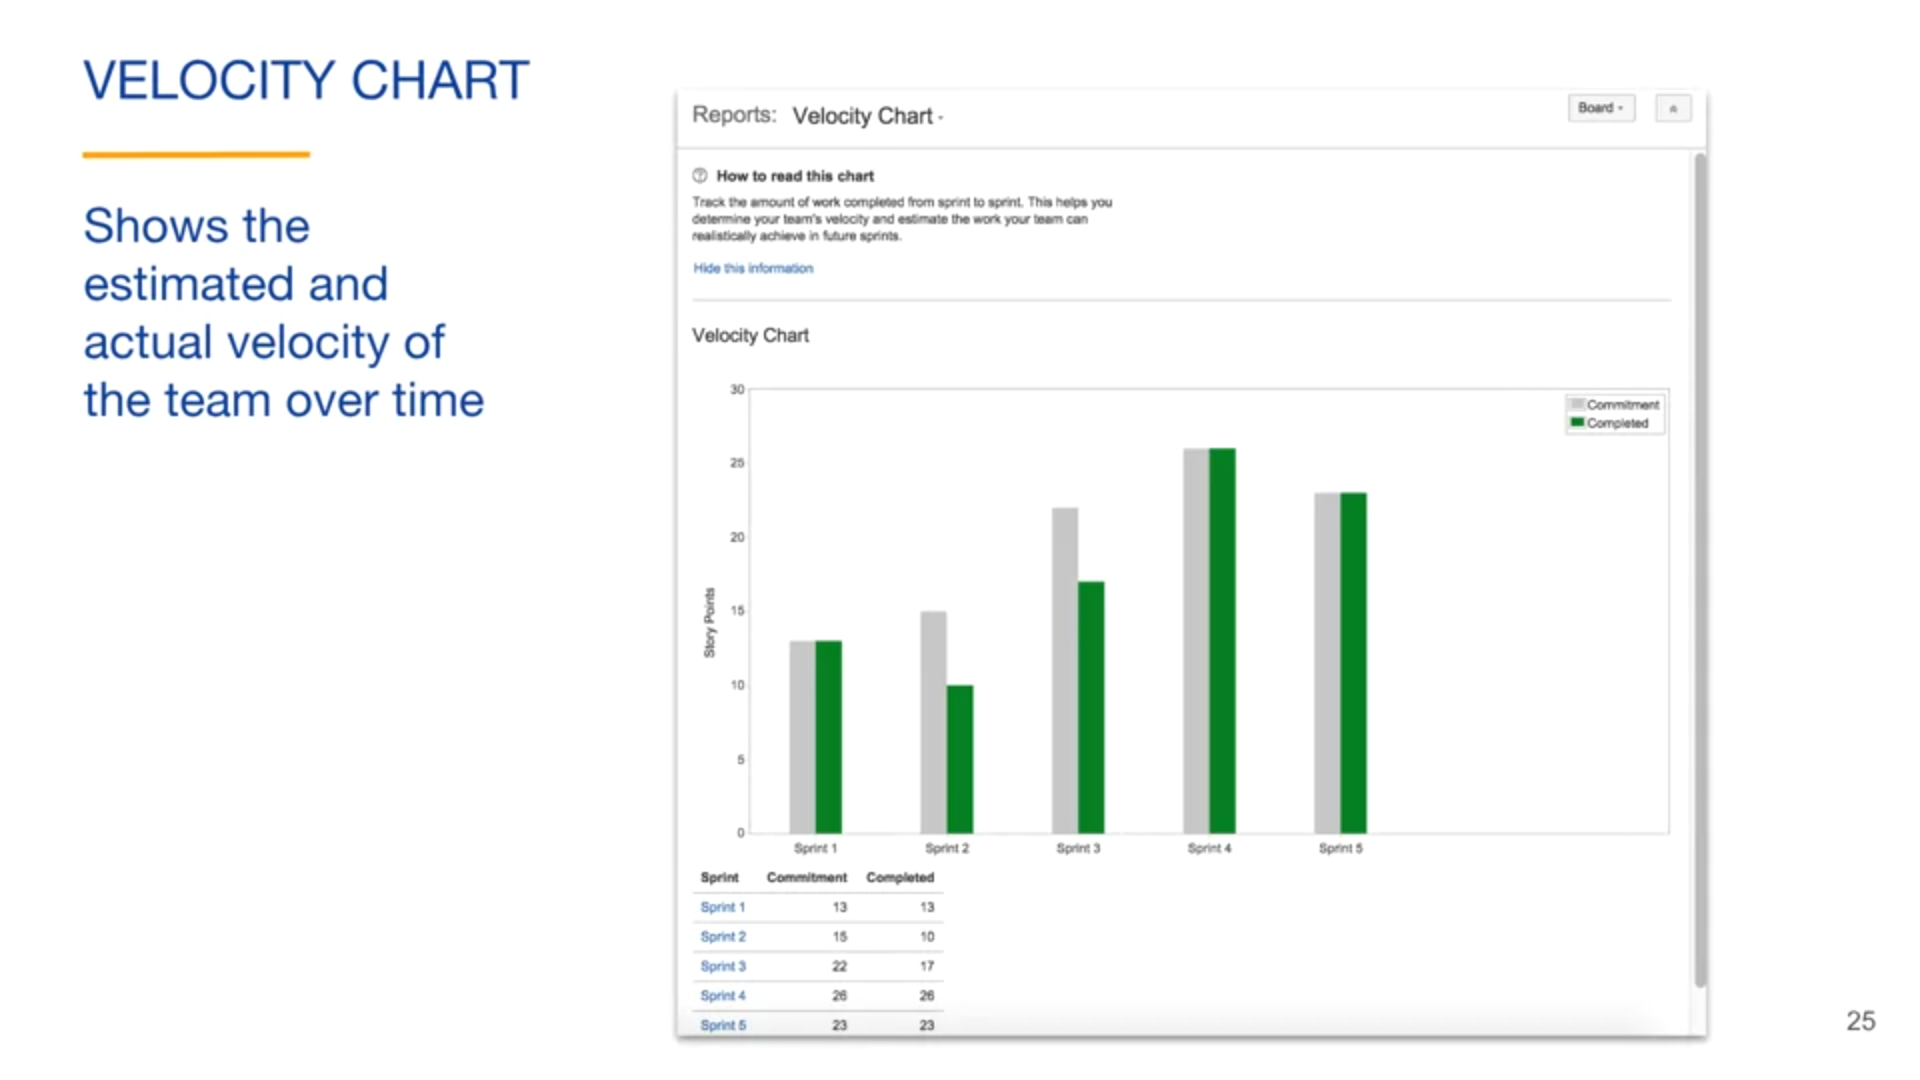 VELOCITY CHART
Shows the
estimated and
actual velocity of
the team over time
Reports: Velocity Chart
Board
How to read this chart
Track the amount of work completed from sprint to sprint. This helps you
determine your team's velocity and estimate the work your team can
realistically achieve in future sprints.
Hide this information
Velocity Chart
30
25
20
15
10
5
0
Story Points
Commitment
Completed
Sprint 1 Sprint 2 Sprint 3 Sprint 4 Sprint 5
Sprint Commitment Completed
Sprint 1 13 13
Sprint 2 15 10
Sprint 3 22 17
Sprint 4 26 26
Sprint 5 23 23
25